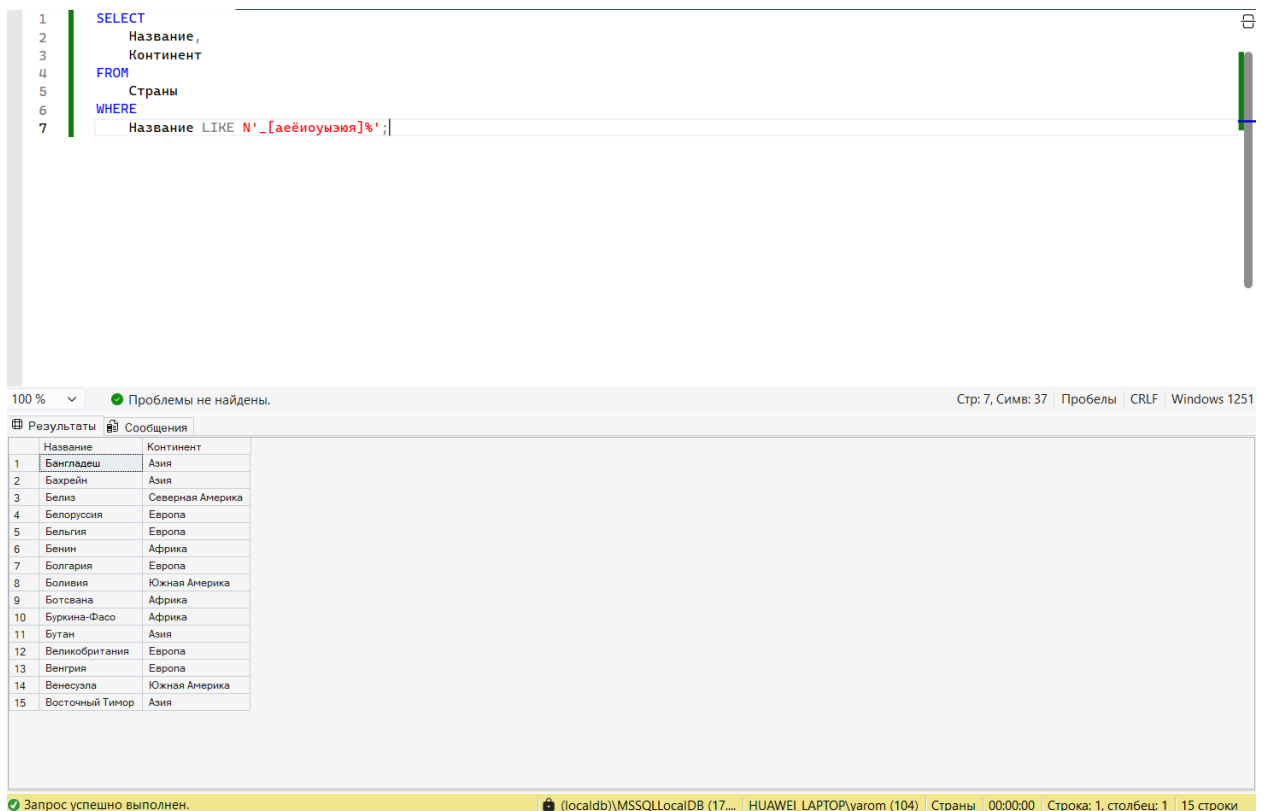 1 SELECT
2 Название,
3 Континент
4 FROM
5 Страны
6 WHERE
7 Название LIKE N'_[аеёиоуыэюя]%';
100 % Проблемы не найдены. Стр: 7, Симв: 37 Пробелы CRLF Windows 1251
Результаты Сообщения
Название Континент
1 Бангладеш Азия
2 Бахрейн Азия
3 Белиз Северная Америка
4 Белоруссия Европа
5 Бельгия Европа
6 Бенин Африка
7 Болгария Европа
8 Боливия Южная Америка
9 Ботсвана Африка
10 Буркина-Фасо Африка
11 Бутан Азия
12 Великобритания Европа
13 Венгрия Европа
14 Венесуэла Южная Америка
15 Восточный Тимор Азия
Запрос успешно выполнен. (localdb)\MSSQLLocalDB (17.... HUAWEI_LAPTOP\yarom (104) Страны 00:00:00 Строка: 1, столбец: 1 15 строки